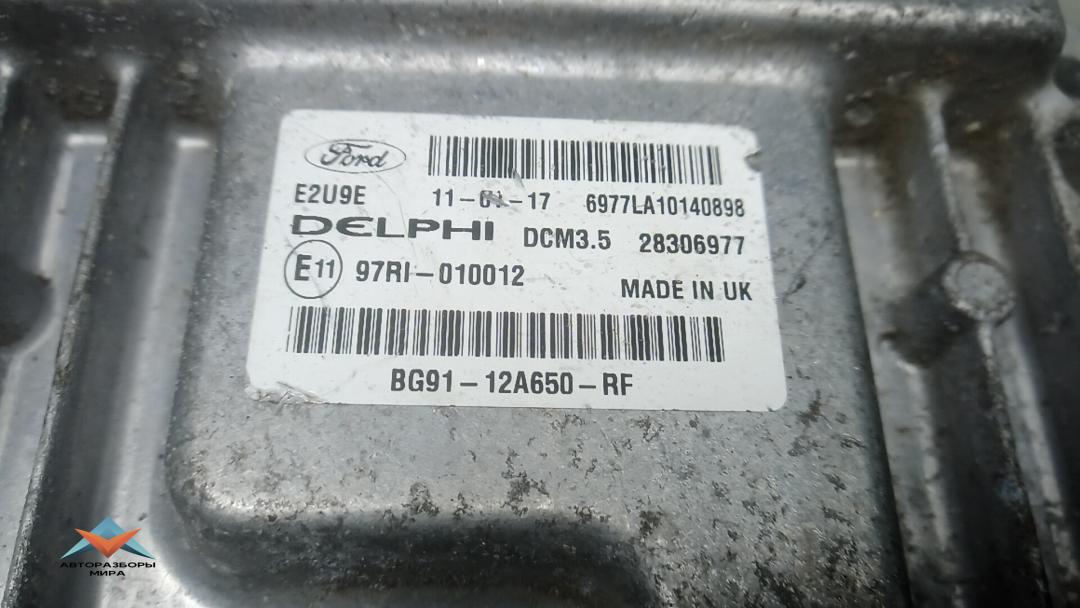 Ford
E2U9E 11-01-17 6977LA10140898
DELPHI DCM3.5 28306977
E11 97RI-010012 MADE IN UK
BG91-12A650-RF
АВТОРАЗБОРЫ
МИРА